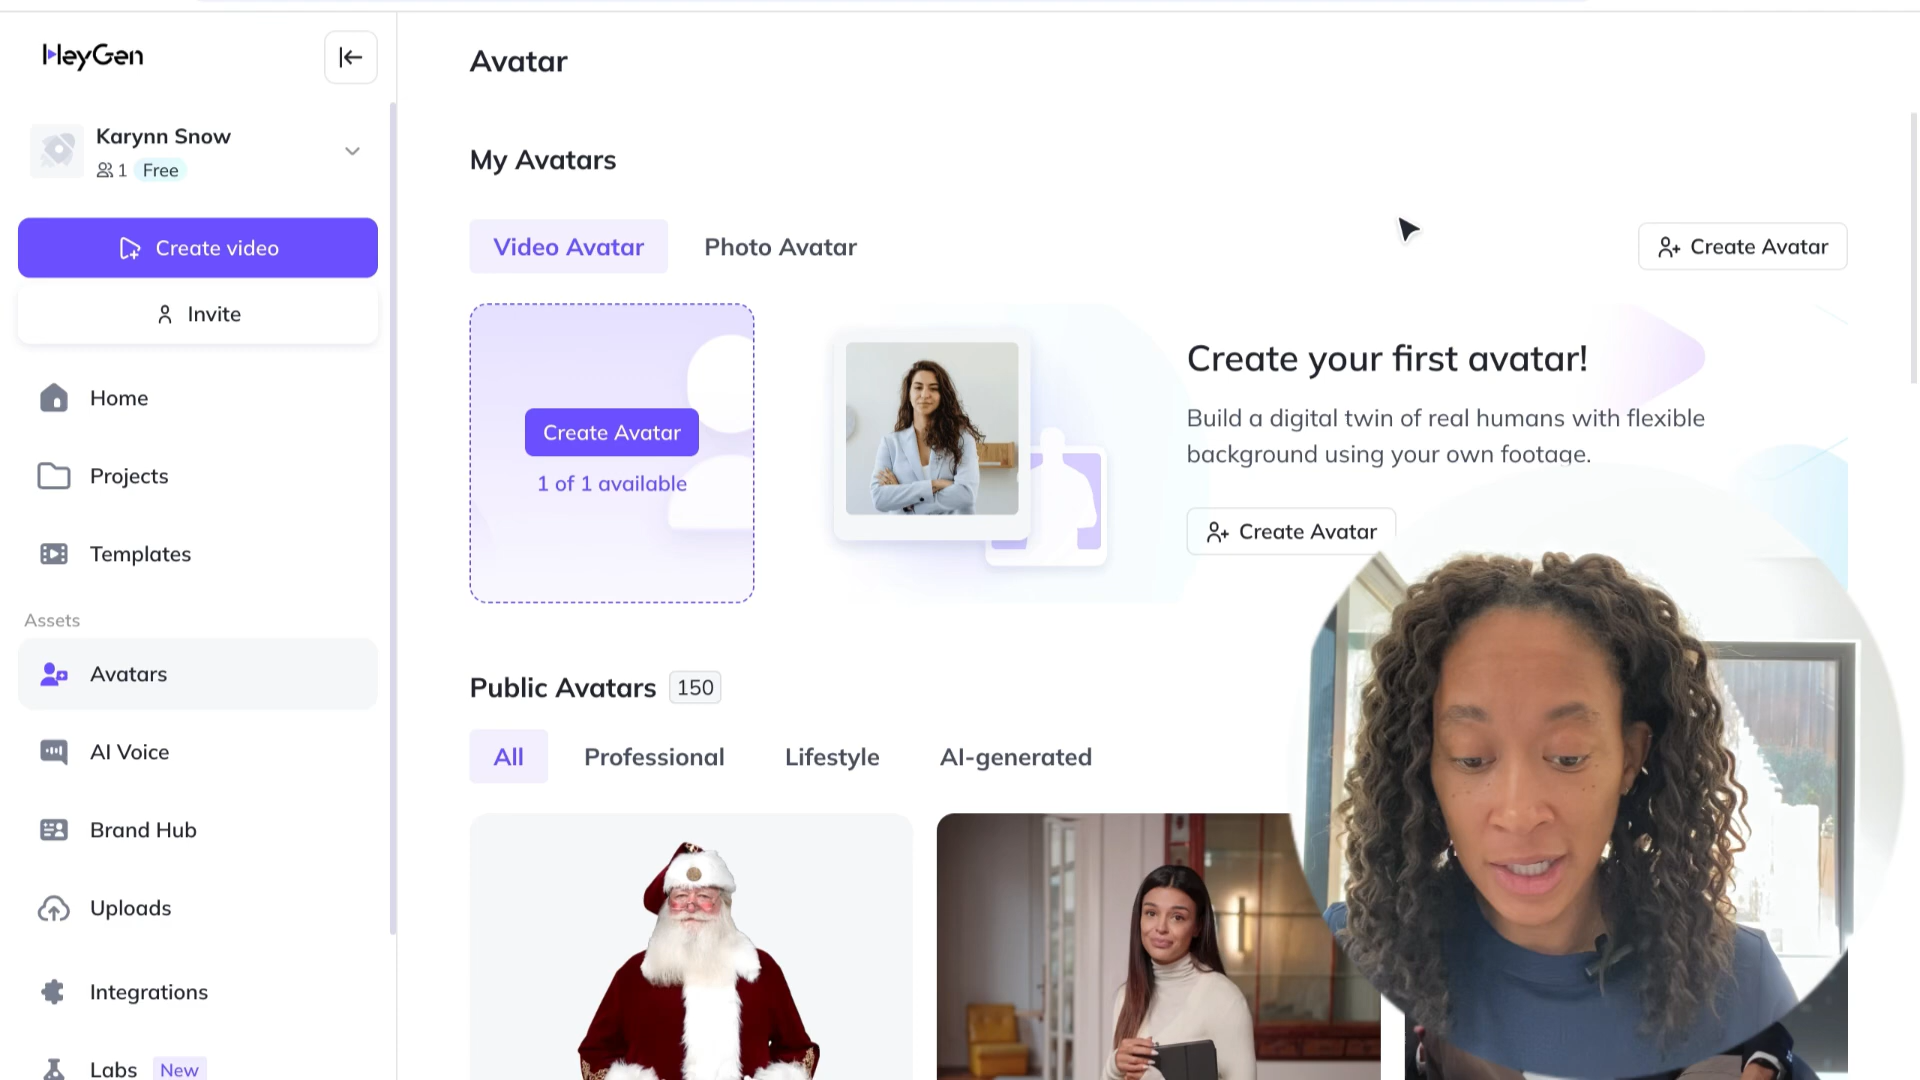 HeyGen
Karynn Snow
1 Free
Create video
Invite
Home
Projects
Templates
Assets
Avatars
AI Voice
Brand Hub
Uploads
Integrations
Labs New
Avatar
My Avatars
Video Avatar Photo Avatar
Create Avatar
Create Avatar
1 of 1 available
Create your first avatar!
Build a digital twin of real humans with flexible
background using your own footage.
Create Avatar
Public Avatars 150
All Professional Lifestyle AI-generated